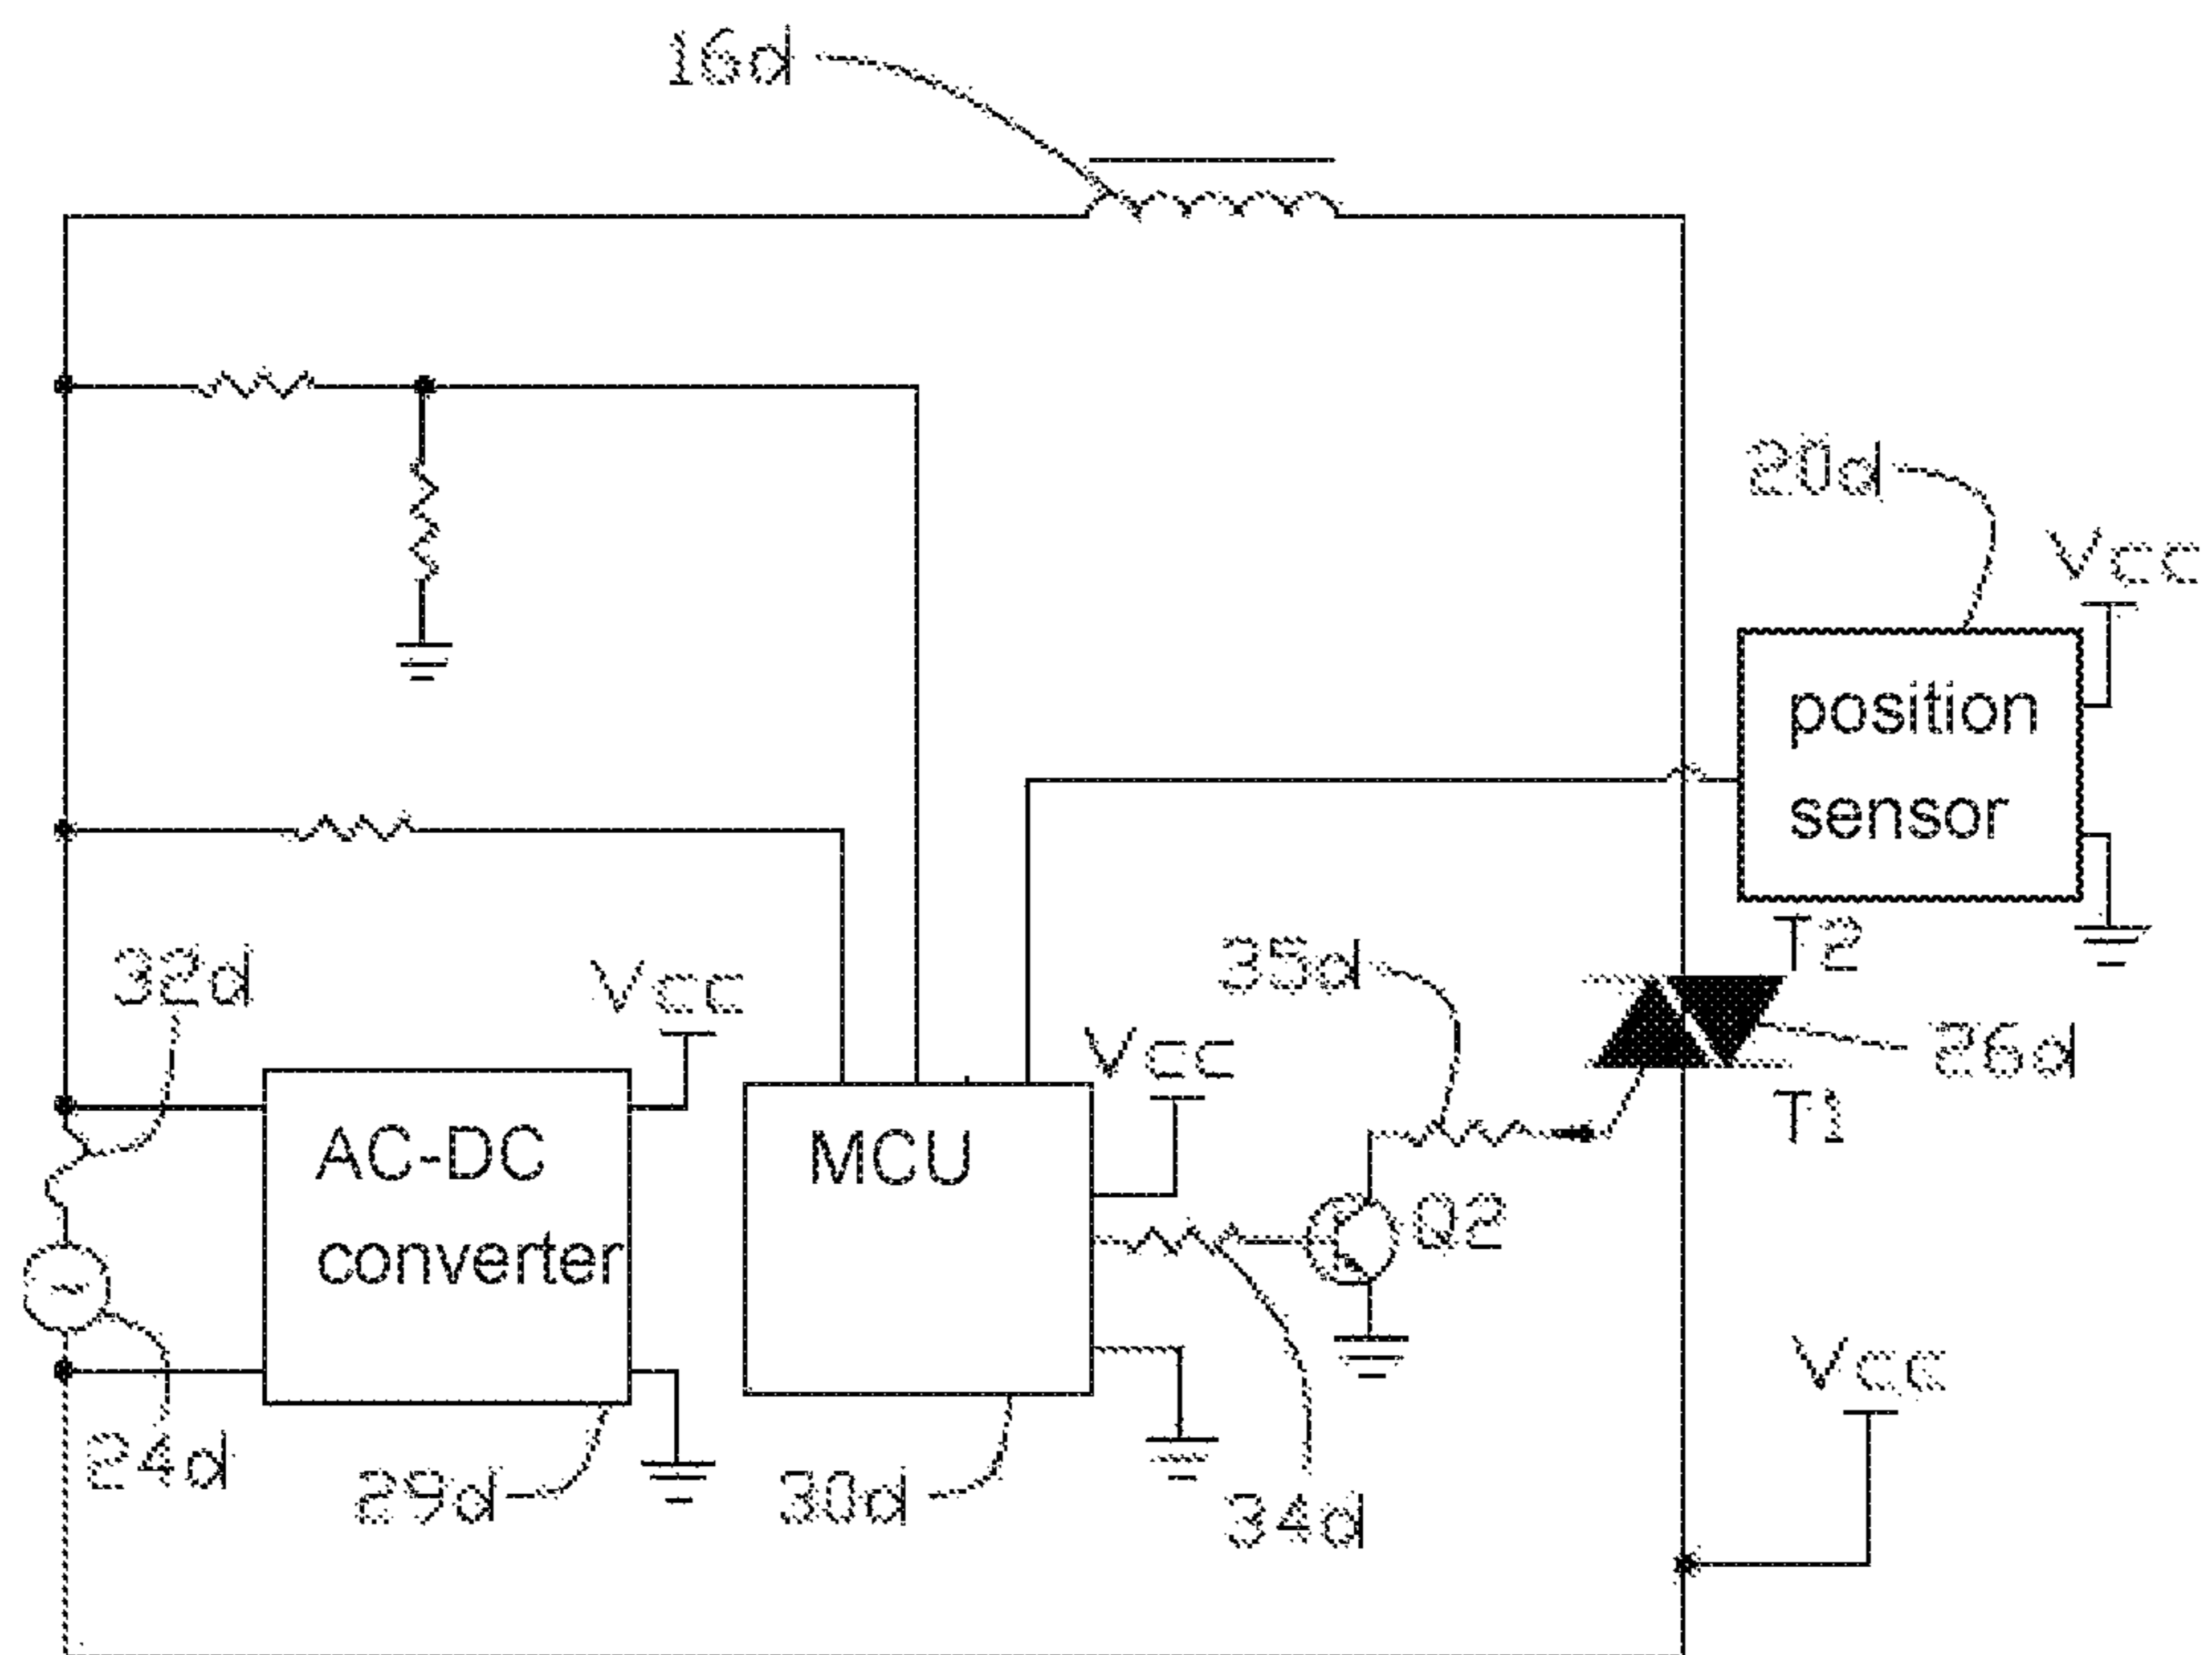 16d
20d
Vcc
position
sensor
T2
32d
Vcc
35d
Vcc
26d
T1
AC-DC
converter
MCU
Q2
~
Vcc
24d
29d
30d
34d